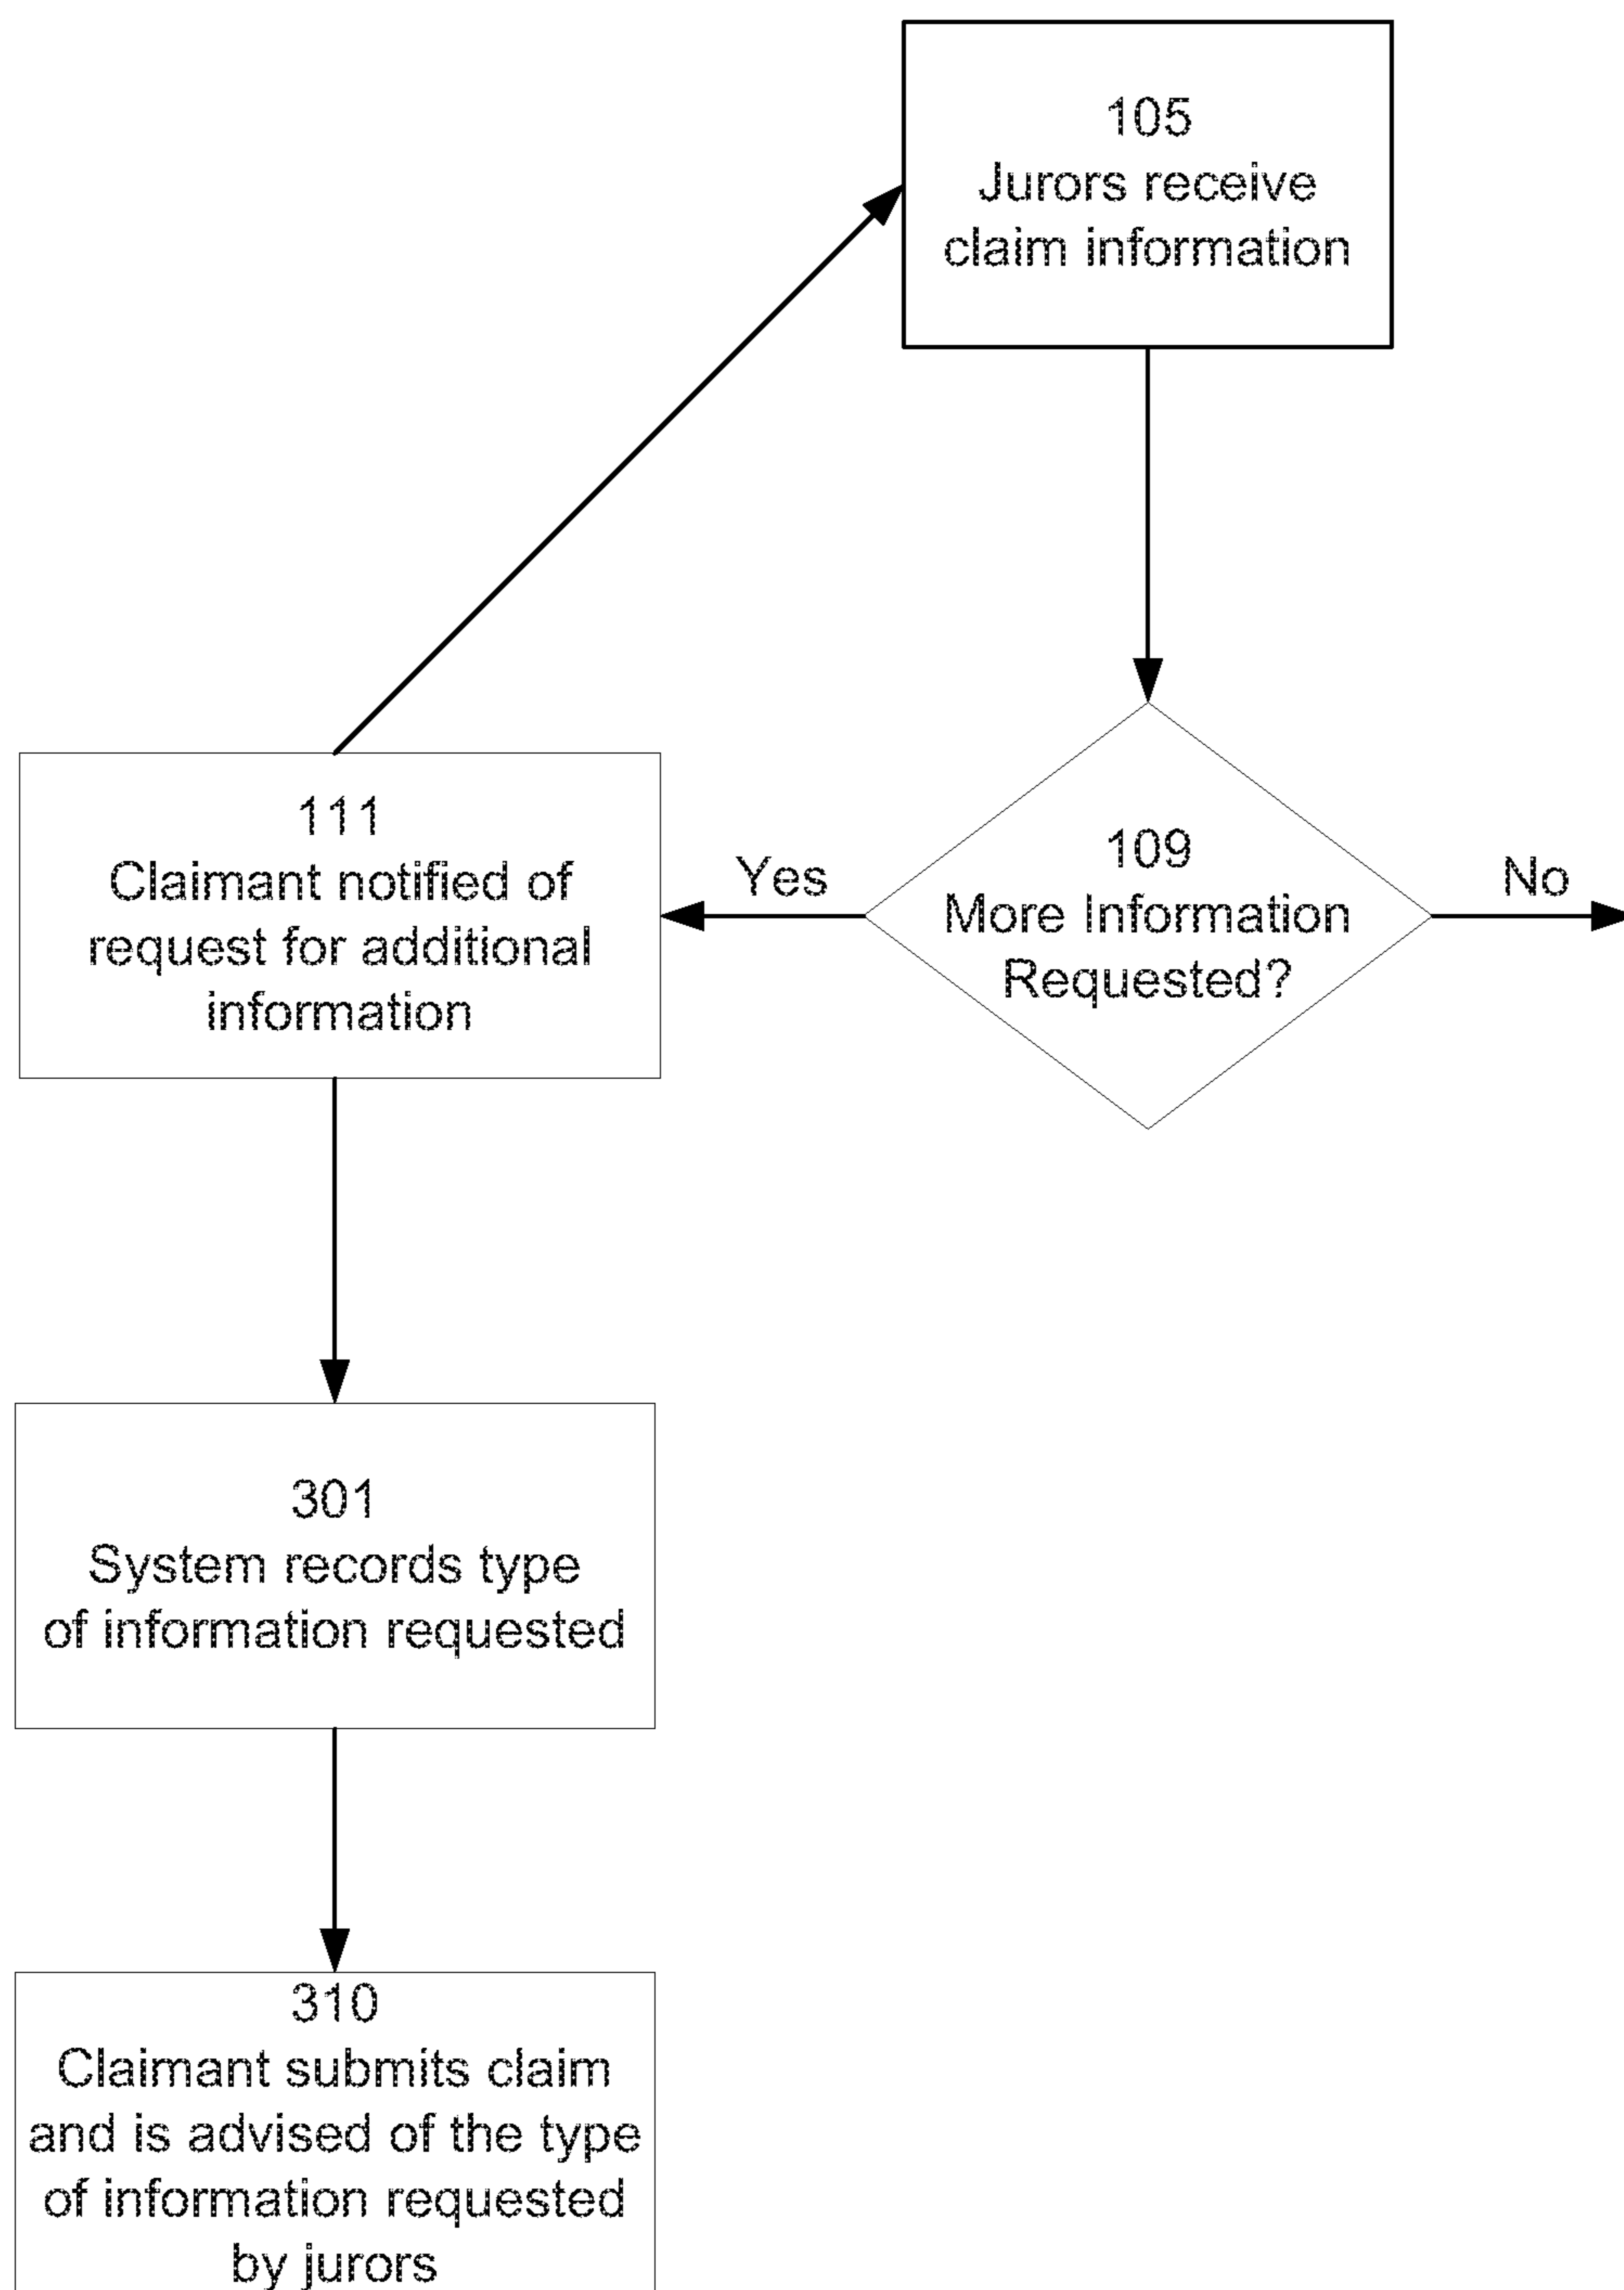 105
Jurors receive
claim information
111
Claimant notified of
request for additional
information
Yes
109
More Information
Requested?
No
301
System records type
of information requested
310
Claimant submits claim
and is advised of the type
of information requested
by jurors